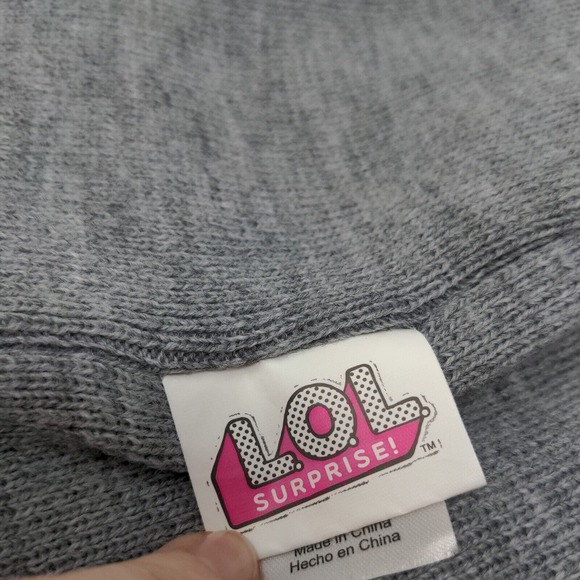 L.O.L.
SURPRISE!
TM!
Made in China
Hecho en China